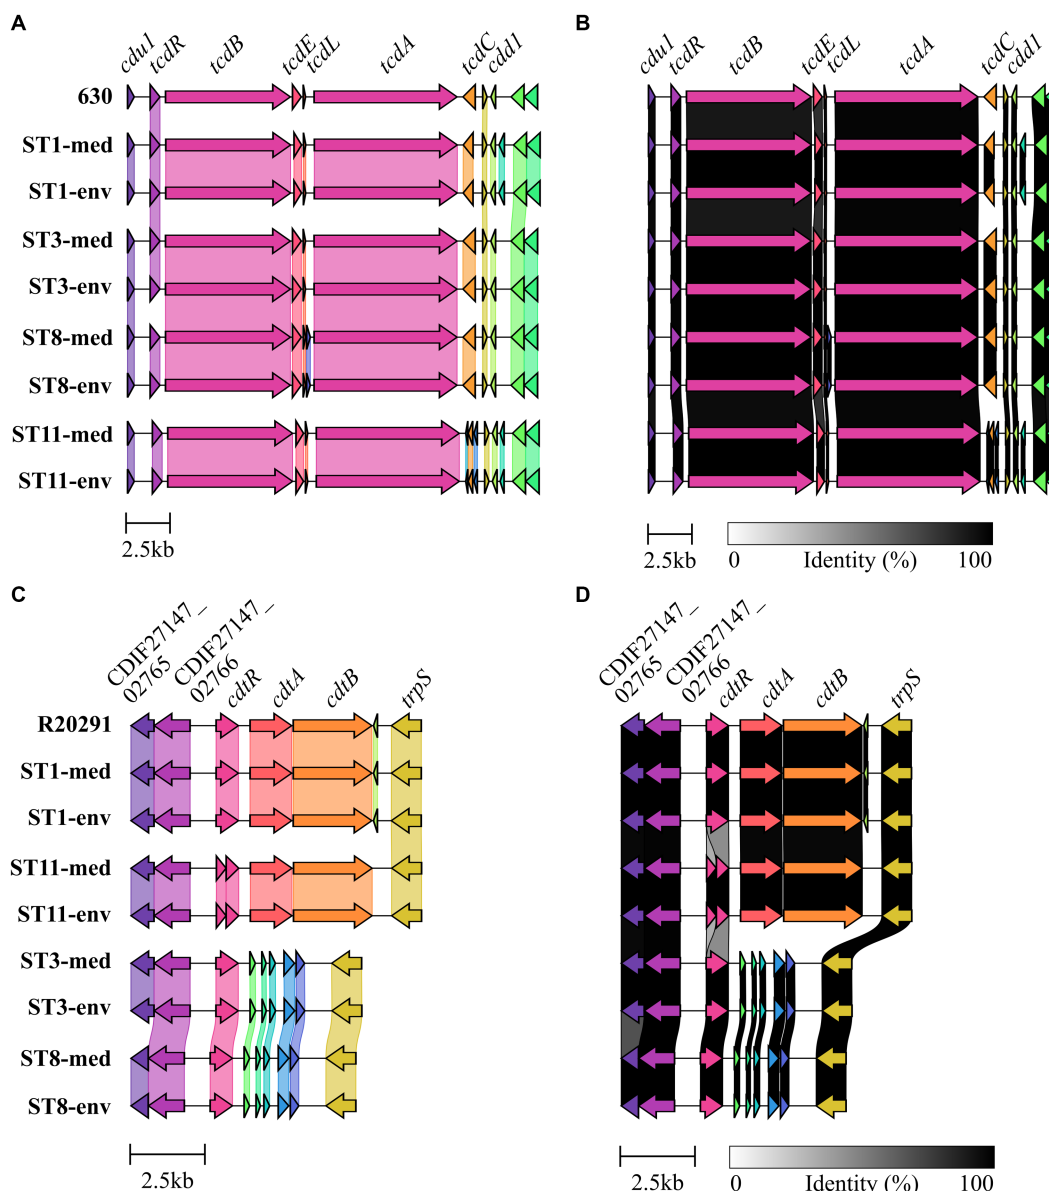 A
cdu1 tcdR tcdB tcdE tcdL tcdA tcdC cdd1
630
ST1-med
ST1-env
ST3-med
ST3-env
ST8-med
ST8-env
ST11-med
ST11-env
2.5kb
B
cdu1 tcdR tcdB tcdE tcdL tcdA tcdC cdd1
2.5kb
0 Identity (%) 100
C
CDIF27147_
02765
CDIF27147_
02766
cdtR cdtA cdtB trpS
R20291
ST1-med
ST1-env
ST11-med
ST11-env
ST3-med
ST3-env
ST8-med
ST8-env
2.5kb
D
CDIF27147_
02765
CDIF27147_
02766
cdtR cdtA cdtB trpS
2.5kb
0 Identity (%) 100